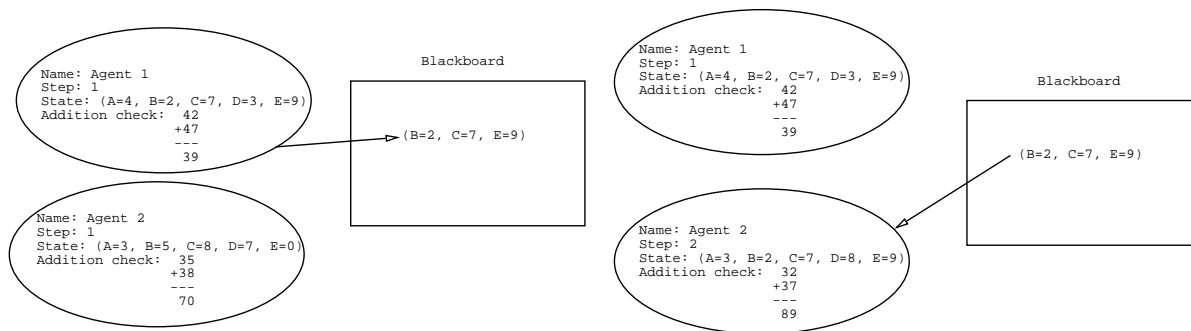 Blackboard
Name: Agent 1
Step: 1
State: (A=4, B=2, C=7, D=3, E=9)
Addition check: 42
+47
---
39
(B=2, C=7, E=9)
Name: Agent 2
Step: 1
State: (A=3, B=5, C=8, D=7, E=0)
Addition check: 35
+38
---
70
Name: Agent 1
Step: 1
State: (A=4, B=2, C=7, D=3, E=9)
Addition check: 42
+47
---
39
Blackboard
(B=2, C=7, E=9)
Name: Agent 2
Step: 2
State: (A=3, B=2, C=7, D=8, E=9)
Addition check: 32
+37
---
89